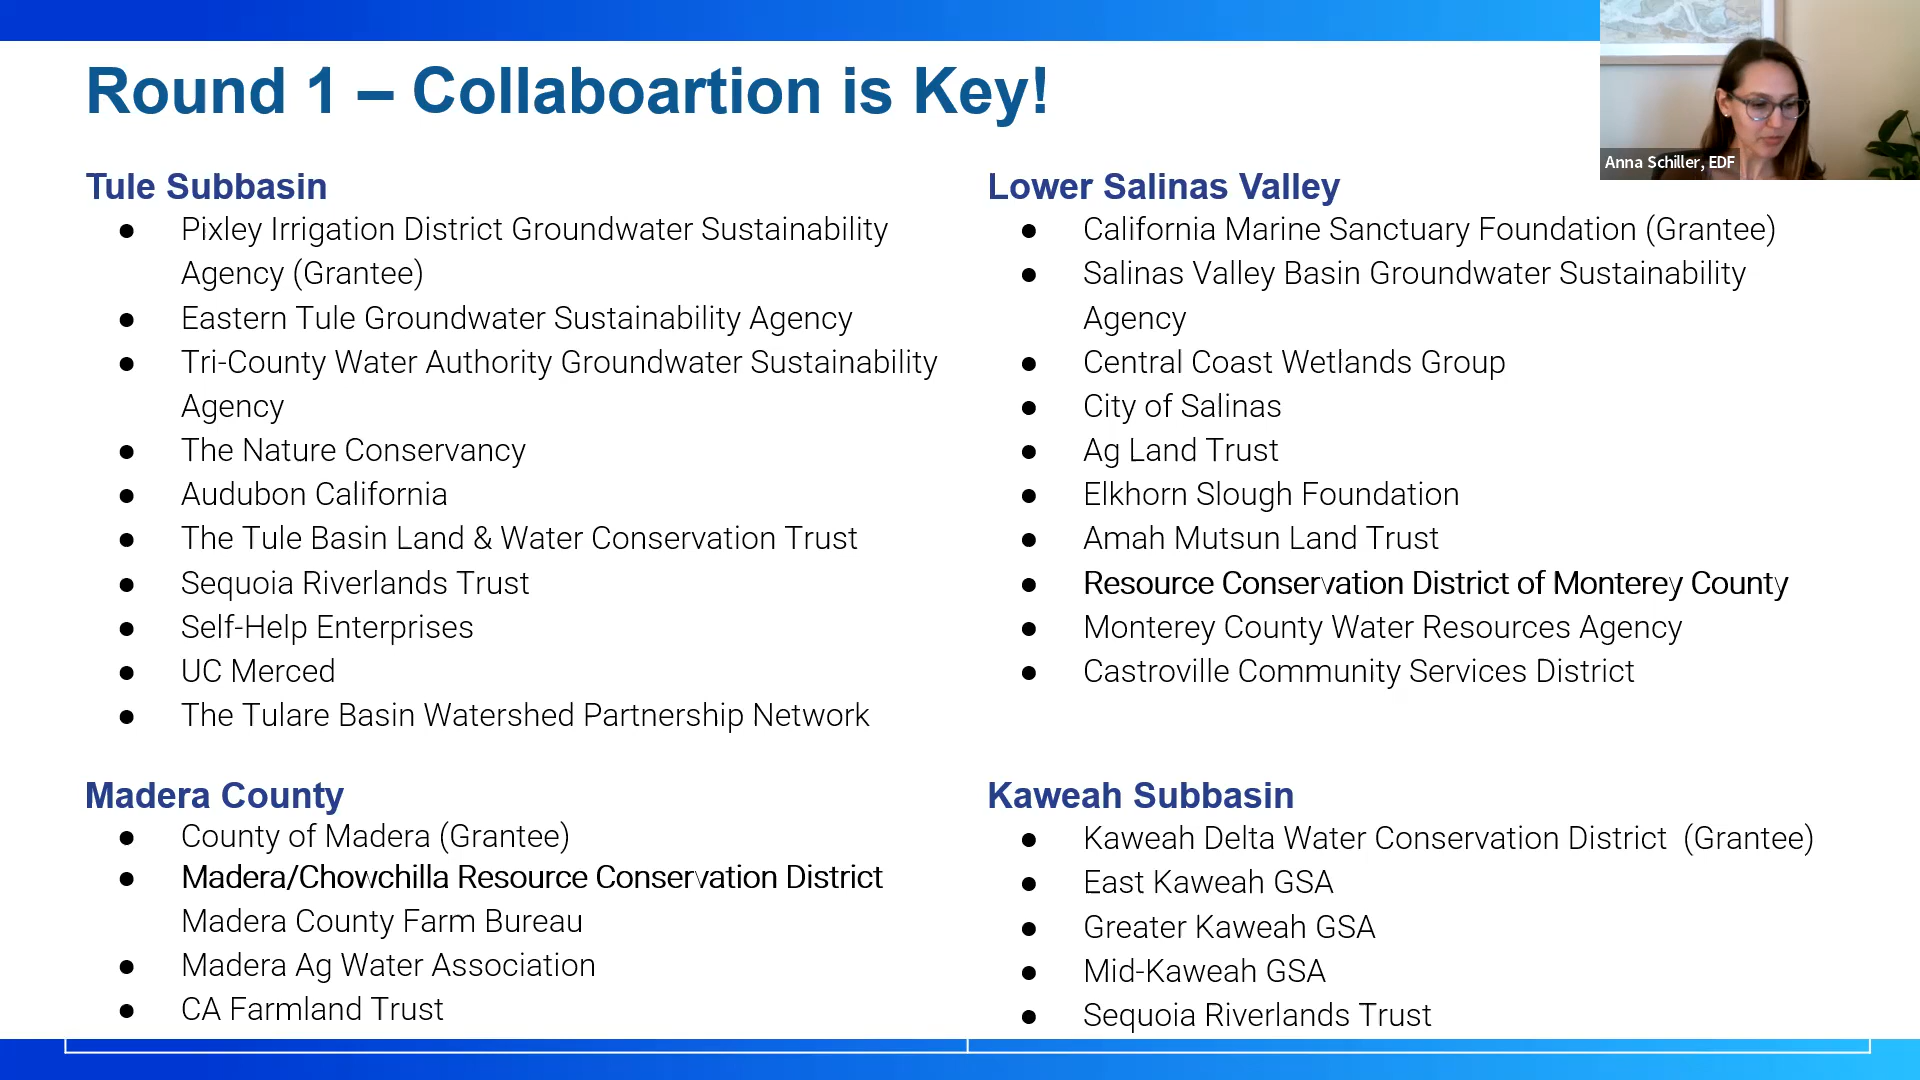 Round 1 – Collaboartion is Key!
Anna Schiller, EDF
Tule Subbasin
● Pixley Irrigation District Groundwater Sustainability
Agency (Grantee)
● Eastern Tule Groundwater Sustainability Agency
● Tri-County Water Authority Groundwater Sustainability
Agency
● The Nature Conservancy
● Audubon California
● The Tule Basin Land & Water Conservation Trust
● Sequoia Riverlands Trust
● Self-Help Enterprises
● UC Merced
● The Tulare Basin Watershed Partnership Network
Lower Salinas Valley
● California Marine Sanctuary Foundation (Grantee)
● Salinas Valley Basin Groundwater Sustainability
Agency
● Central Coast Wetlands Group
● City of Salinas
● Ag Land Trust
● Elkhorn Slough Foundation
● Amah Mutsun Land Trust
● Resource Conservation District of Monterey County
● Monterey County Water Resources Agency
● Castroville Community Services District
Madera County
● County of Madera (Grantee)
● Madera/Chowchilla Resource Conservation District
Madera County Farm Bureau
● Madera Ag Water Association
● CA Farmland Trust
Kaweah Subbasin
● Kaweah Delta Water Conservation District (Grantee)
● East Kaweah GSA
● Greater Kaweah GSA
● Mid-Kaweah GSA
● Sequoia Riverlands Trust